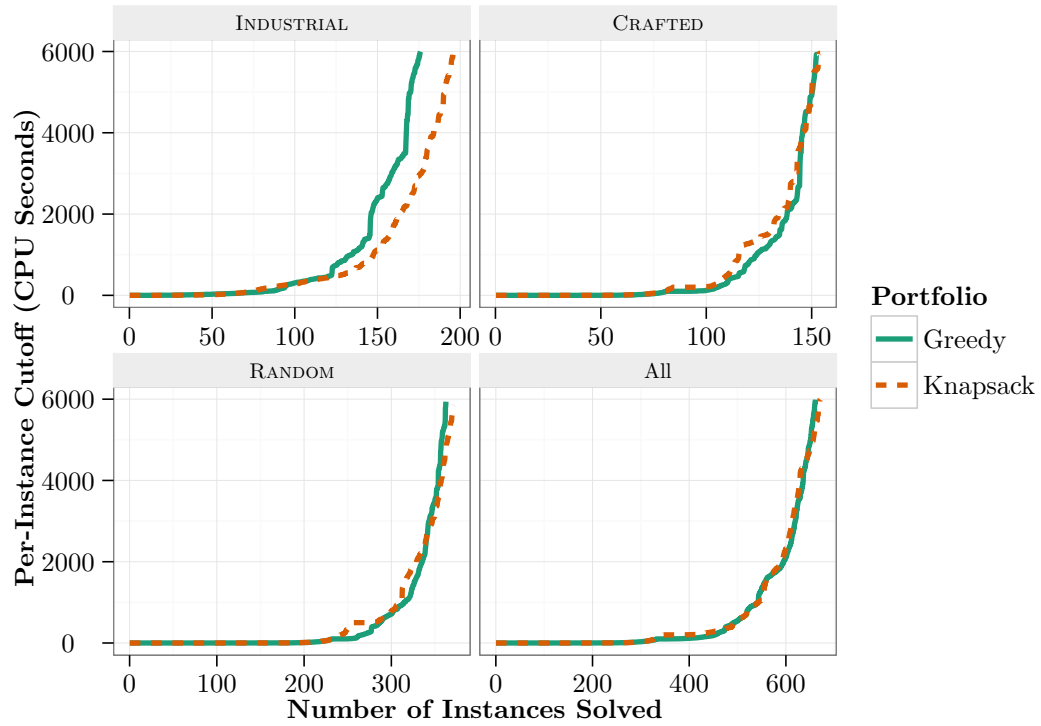 INDUSTRIAL
CRAFTED
6000
4000
2000
0
0 50 100 150 200
0 50 100 150
RANDOM
All
6000
4000
2000
0
0 100 200 300
0 200 400 600
Per-Instance Cutoff (CPU Seconds)
Number of Instances Solved
Portfolio
Greedy
Knapsack